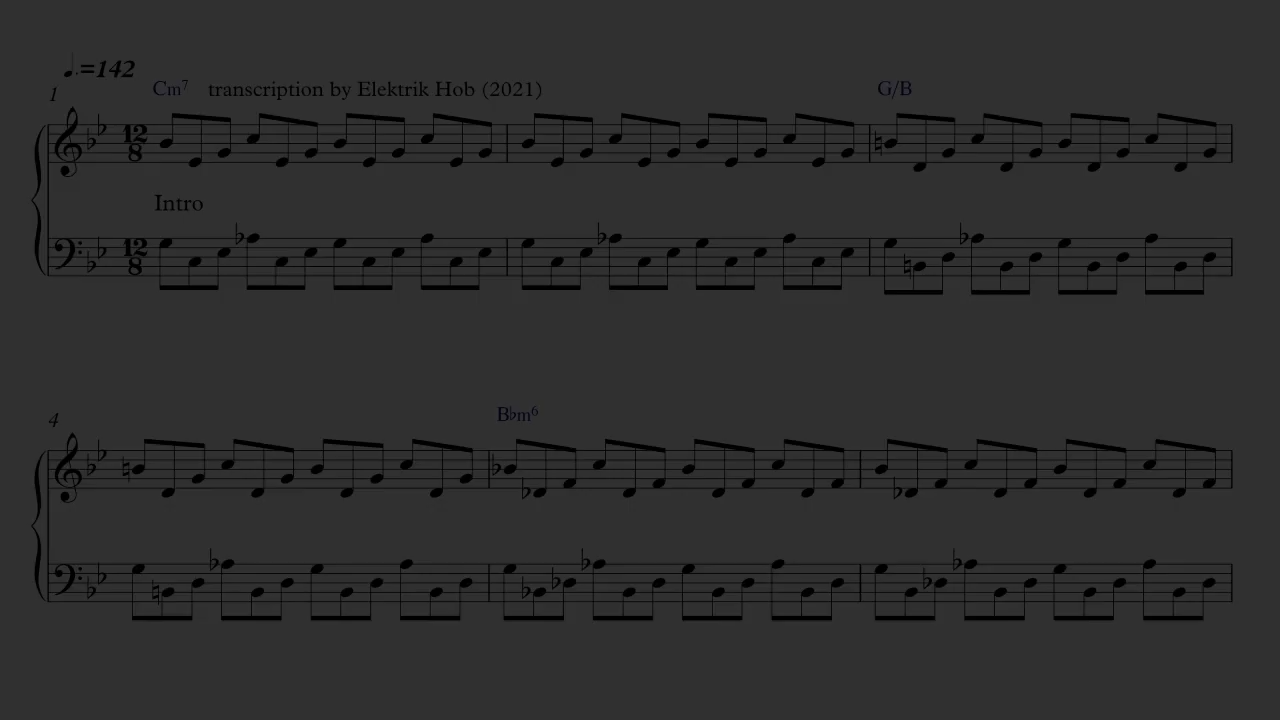 ♩.=142
1
Cm⁷ transcription by Elektrik Hob (2021) G/B
12
8
Intro
12
8
4
B♭m⁶